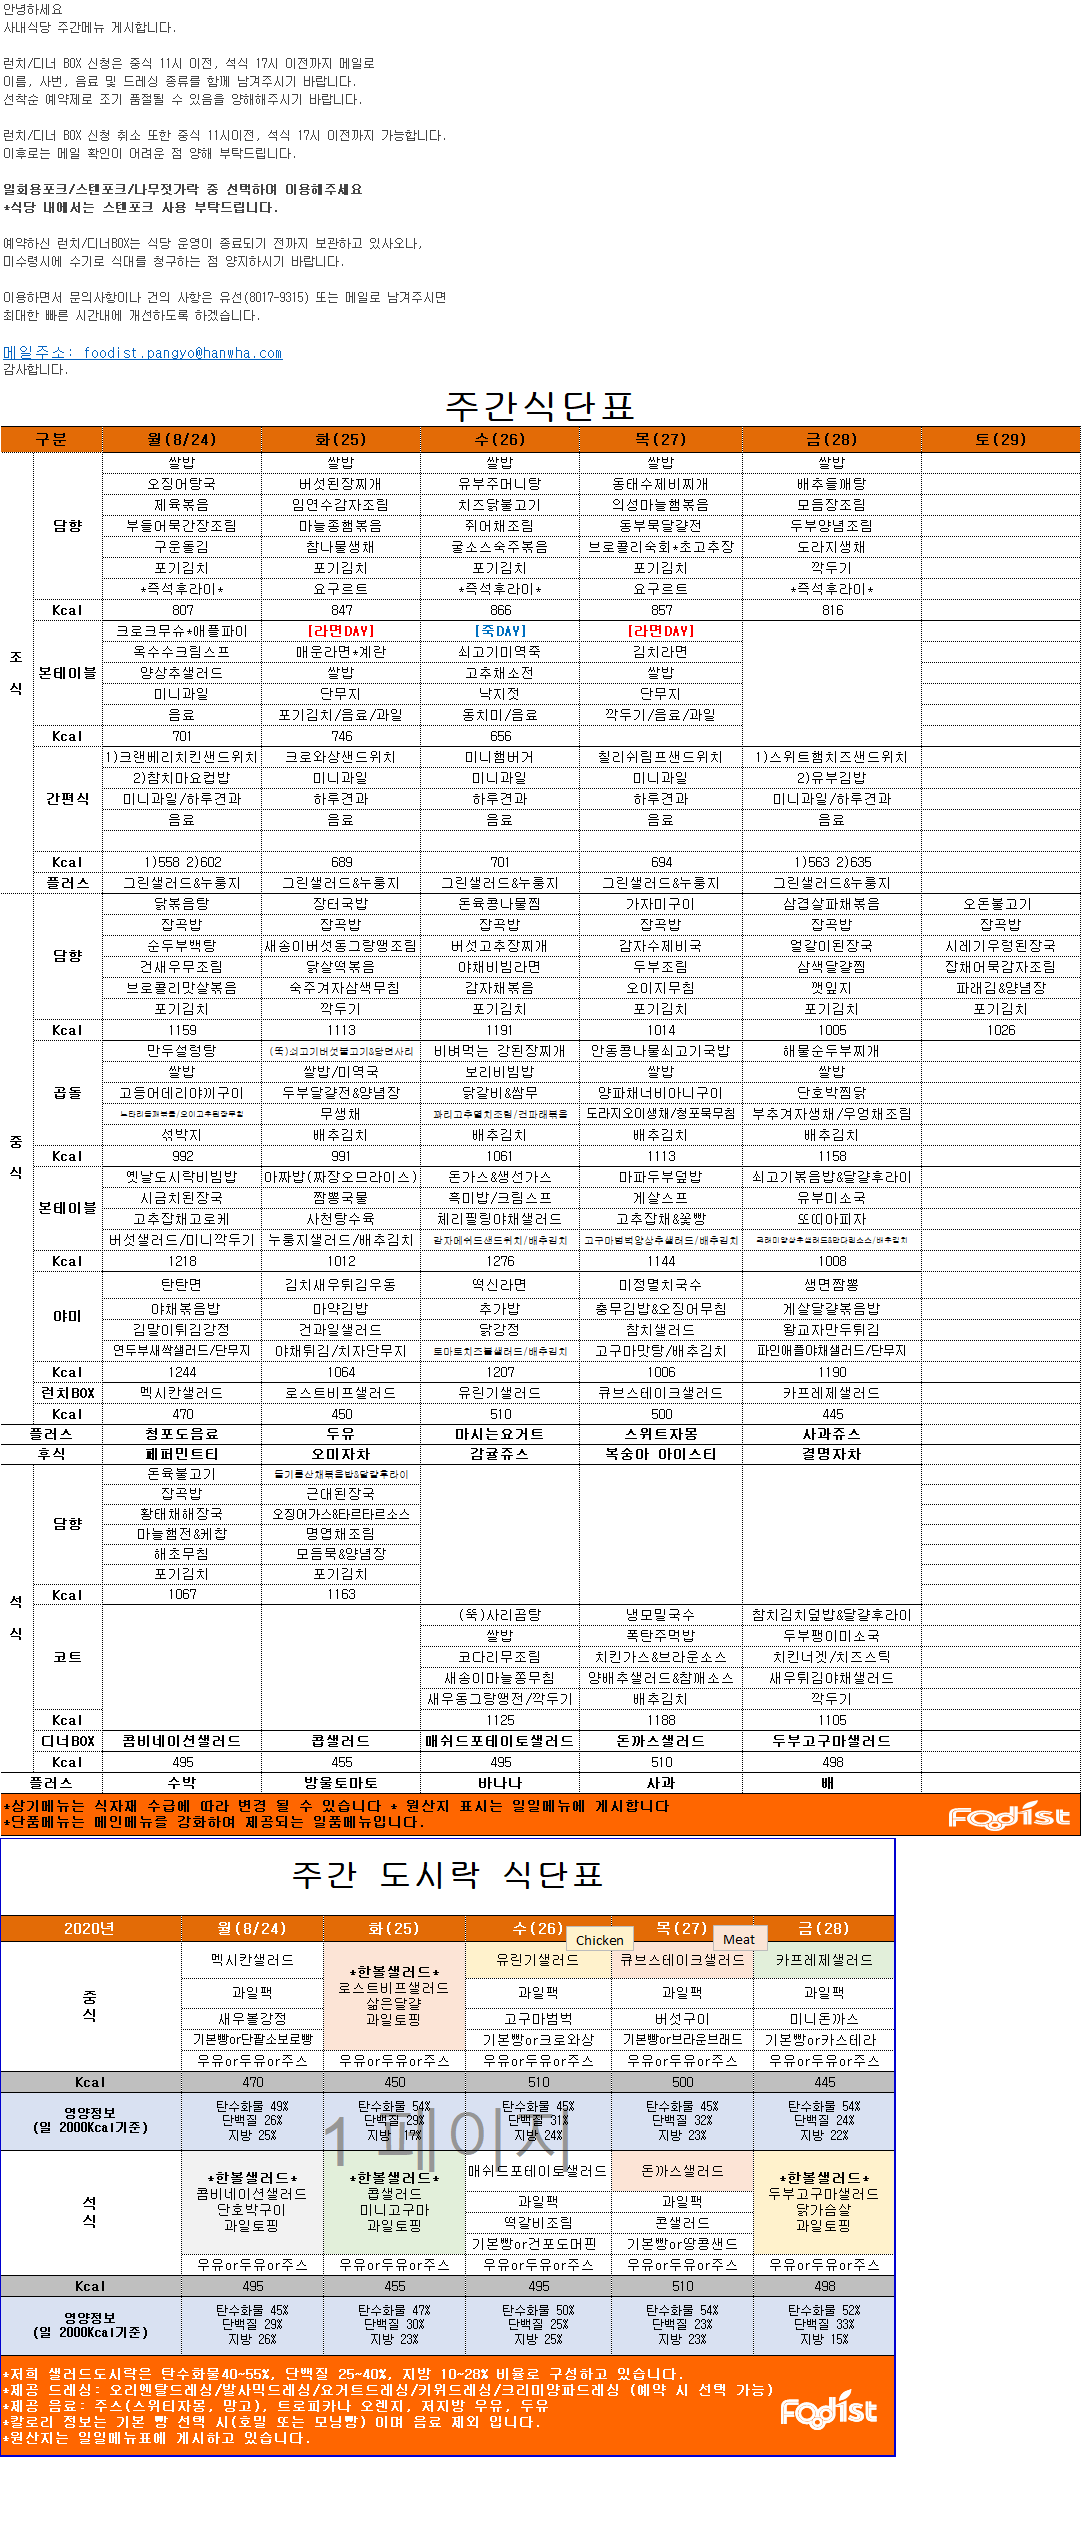 안녕하세요
사내식당 주간메뉴 게시합니다.
런치/디너 BOX 신청은 중식 11시 이전, 석식 17시 이전까지 메일로
이름, 사번, 음료 및 드레싱 종류를 함께 남겨주시기 바랍니다.
선착순 예약제로 조기 품절될 수 있음을 양해해주시기 바랍니다.
런치/디너 BOX 신청 취소 또한 중식 11시이전, 석식 17시 이전까지 가능합니다.
이후로는 메일 확인이 어려운 점 양해 부탁드립니다.
일회용포크/스텐포크/나무젓가락 중 선택하여 이용해주세요
*식당 내에서는 스텐포크 사용 부탁드립니다.
예약하신 런치/디너BOX는 식당 운영이 종료되기 전까지 보관하고 있사오나,
미수령시에 수기로 식대를 청구하는 점 양지하시기 바랍니다.
이용하면서 문의사항이나 건의 사항은 유선(8017-9315) 또는 메일로 남겨주시면
최대한 빠른 시간내에 개선하도록 하겠습니다.
메일주소: foodist.pangyo@hanwha.com
감사합니다.
주간식단표
구분 월(8/24) 화(25) 수(26) 목(27) 금(28) 토(29)
조식
담향
쌀밥 쌀밥 쌀밥 쌀밥 쌀밥
오징어탕국 버섯된장찌개 유부주머니탕 동태수제비찌개 배추들깨탕
제육볶음 임연수감자조림 치즈닭불고기 의성마늘햄볶음 모듬장조림
부들어묵간장조림 마늘종햄볶음 쥐어채조림 동부묵달걀전 두부양념조림
구운돌김 참나물생채 굴소스숙주볶음 브로콜리숙회*초고추장 도라지생채
포기김치 포기김치 포기김치 포기김치 깍두기
*즉석후라이* 요구르트 *즉석후라이* 요구르트 *즉석후라이*
Kcal 807 847 866 857 816
본테이블
크로크무슈*애플파이 [라면DAY] [죽DAY] [라면DAY]
옥수수크림스프 매운라면*계란 쇠고기미역죽 김치라면
양상추샐러드 쌀밥 고추채소전 쌀밥
미니과일 단무지 낙지젓 단무지
음료 포기김치/음료/과일 동치미/음료 깍두기/음료/과일
Kcal 701 746 656
간편식
1)크랜베리치킨샌드위치 크로와상샌드위치 미니햄버거 칠리쉬림프샌드위치 1)스위트햄치즈샌드위치
2)참치마요컵밥 미니과일 미니과일 미니과일 2)유부김밥
미니과일/하루견과 하루견과 하루견과 하루견과 미니과일/하루견과
음료 음료 음료 음료 음료
Kcal 1)558 2)602 689 701 694 1)563 2)635
플러스 그린샐러드&누룽지 그린샐러드&누룽지 그린샐러드&누룽지 그린샐러드&누룽지 그린샐러드&누룽지
중식
담향
닭볶음탕 장터국밥 돈육콩나물찜 가자미구이 삼겹살파채볶음 오돈불고기
잡곡밥 잡곡밥 잡곡밥 잡곡밥 잡곡밥 잡곡밥
순두부백탕 새송이버섯동그랑땡조림 버섯고추장찌개 감자수제비국 얼갈이된장국 시레기우렁된장국
건새우무조림 닭살떡볶음 야채비빔라면 두부조림 삼색달걀찜 잡채어묵감자조림
브로콜리맛살볶음 숙주겨자삼색무침 감자채볶음 오이지무침 깻잎지 파래김&양념장
포기김치 깍두기 포기김치 포기김치 포기김치 포기김치
Kcal 1159 1113 1191 1014 1005 1026
곱돌
만두설렁탕 (뚝)쇠고기버섯불고기&당면사리 비벼먹는 강된장찌개 안동콩나물쇠고기국밥 해물순두부찌개
쌀밥 쌀밥/미역국 보리비빔밥 쌀밥 쌀밥
고등어데리야끼구이 두부달걀전&양념장 닭갈비&쌈무 양파채너비아니구이 단호박찜닭
느타리들깨볶음/오이고추된장무침 무생채 꽈리고추멸치조림/건파래볶음 도라지오이생채/청포묵무침 부추겨자생채/우엉채조림
섞박지 배추김치 배추김치 배추김치 배추김치
Kcal 992 991 1061 1113 1158
본테이블
옛날도시락비빔밥 아짜밥(짜장오므라이스) 돈가스&생선가스 마파두부덮밥 쇠고기볶음밥&달걀후라이
시금치된장국 짬뽕국물 흑미밥/크림스프 게살스프 유부미소국
고추잡채고로케 사천탕수육 체리필링야채샐러드 고추잡채&꽃빵 또띠아피자
버섯샐러드/미니깍두기 누룽지샐러드/배추김치 감자메쉬드샌드위치/배추김치 고구마범벅양상추샐러드/배추김치
Kcal 1218 1012 1276 1144 1008
야미
탄탄면 김치새우튀김우동 떡신라면 미정멸치국수 생면짬뽕
야채볶음밥 마약김밥 추가밥 충무김밥&오징어무침 게살달걀볶음밥
김말이튀김강정 건과일샐러드 닭강정 참치샐러드 왕교자만두튀김
연두부새싹샐러드/단무지 야채튀김/치자단무지 토마토치즈볼샐러드/배추김치 고구마맛탕/배추김치 파인애플야채샐러드/단무지
Kcal 1244 1064 1207 1006 1190
런치BOX 멕시칸샐러드 로스트비프샐러드 유린기샐러드 큐브스테이크샐러드 카프레제샐러드
Kcal 470 450 510 500 445
플러스 청포도음료 두유 마시는요거트 스위트자몽 사과쥬스
후식 페퍼민트티 오미자차 감귤쥬스 복숭아 아이스티 결명자차
석식
담향
돈육불고기 들기름산채볶음밥&달걀후라이
잡곡밥 근대된장국
황태채해장국 오징어가스&타르타르소스
마늘햄전&케찹 명엽채조림
해초무침 모듬묵&양념장
포기김치 포기김치
Kcal 1067 1163
코트
(뚝)사리곰탕 냉모밀국수 참치김치덮밥&달걀후라이
쌀밥 폭탄주먹밥 두부팽이미소국
코다리무조림 치킨가스&브라운소스 치킨너겟/치즈스틱
새송이마늘쫑무침 양배추샐러드&참깨소스 새우튀김야채샐러드
새우동그랑땡전/깍두기 배추김치 깍두기
Kcal 1125 1188 1105
디너BOX 콤비네이션샐러드 콥샐러드 매쉬드포테이토샐러드 돈까스샐러드 두부고구마샐러드
Kcal 495 455 495 510 498
플러스 수박 방울토마토 바나나 사과 배
*상기메뉴는 식자재 수급에 따라 변경 될 수 있습니다 * 원산지 표시는 일일메뉴에 게시합니다
*단품메뉴는 메인메뉴를 강화하여 제공되는 일품메뉴입니다.
Foodist
주간 도시락 식단표
2020년 월(8/24) 화(25) 수(26) 목(27) 금(28)
Chicken Meat
중식
멕시칸샐러드 *한볼샐러드* 유린기샐러드 큐브스테이크샐러드 카프레제샐러드
과일팩 로스트비프샐러드 과일팩 과일팩 과일팩
새우볼강정 삶은달걀 고구마범벅 버섯구이 미니돈까스
기본빵or단팥소보로빵 과일토핑 기본빵or크로와상 기본빵or브라운브레드 기본빵or카스테라
우유or두유or주스 우유or두유or주스 우유or두유or주스 우유or두유or주스 우유or두유or주스
Kcal 470 450 510 500 445
영양정보
(일 2000Kcal기준)
탄수화물 49% 탄수화물 54% 탄수화물 45% 탄수화물 45% 탄수화물 54%
단백질 26% 단백질 29% 단백질 31% 단백질 32% 단백질 24%
지방 25% 지방 17% 지방 24% 지방 23% 지방 22%
1 페이지
석식
*한볼샐러드* *한볼샐러드* 매쉬드포테이토샐러드 돈까스샐러드 *한볼샐러드*
콤비네이션샐러드 콥샐러드 과일팩 과일팩 두부고구마샐러드
단호박구이 미니고구마 떡갈비조림 콘샐러드 닭가슴살
과일토핑 과일토핑 기본빵or건포도머핀 기본빵or땅콩샌드 과일토핑
우유or두유or주스 우유or두유or주스 우유or두유or주스 우유or두유or주스 우유or두유or주스
Kcal 495 455 495 510 498
영양정보
(일 2000Kcal기준)
탄수화물 45% 탄수화물 47% 탄수화물 50% 탄수화물 54% 탄수화물 52%
단백질 29% 단백질 30% 단백질 25% 단백질 23% 단백질 33%
지방 26% 지방 23% 지방 25% 지방 23% 지방 15%
*저희 샐러드도시락은 탄수화물40~55%, 단백질 25~40%, 지방 10~28% 비율로 구성하고 있습니다.
*제공 드레싱: 오리엔탈드레싱/발사믹드레싱/요거트드레싱/키위드레싱/크리미양파드레싱 (예약 시 선택 가능)
*제공 음료: 주스(스위티자몽, 망고), 트로피카나 오렌지, 저지방 우유, 두유
*칼로리 정보는 기본 빵 선택 시(호밀 또는 모닝빵) 이며 음료 제외 입니다.
*원산지는 일일메뉴표에 게시하고 있습니다.
Foodist